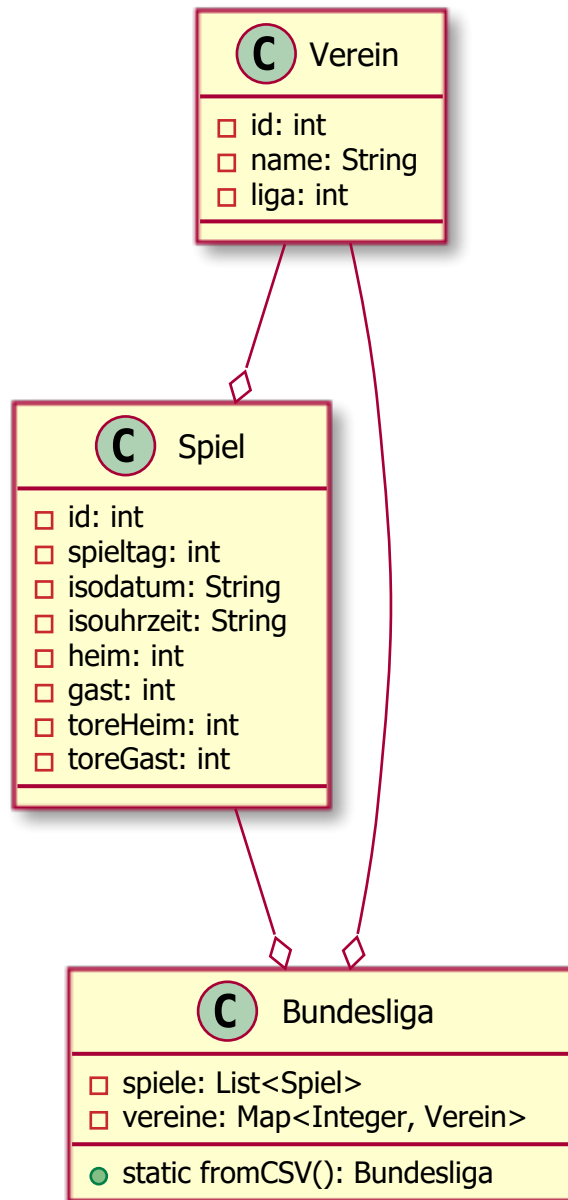 C Verein
id: int
name: String
liga: int
C Spiel
id: int
spieltag: int
isodatum: String
isouhrzeit: String
heim: int
gast: int
toreHeim: int
toreGast: int
C Bundesliga
spiele: List<Spiel>
vereine: Map<Integer, Verein>
static fromCSV(): Bundesliga